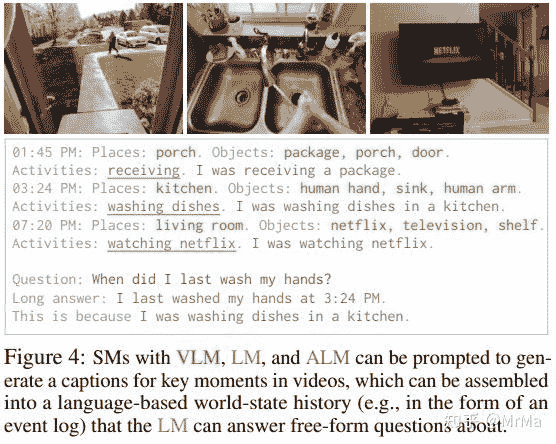 NETFLIX
01:45 PM: Places: porch. Objects: package, porch, door.
Activities: receiving. I was receiving a package.
03:24 PM: Places: kitchen. Objects: human hand, sink, human arm.
Activities: washing dishes. I was washing dishes in a kitchen.
07:20 PM: Places: living room. Objects: netflix, television, shelf.
Activities: watching netflix. I was watching netflix.
Question: When did I last wash my hands?
Long answer: I last washed my hands at 3:24 PM.
This is because I was washing dishes in a kitchen.
Figure 4: SMs with VLM, LM, and ALM can be prompted to gen-
erate a captions for key moments in videos, which can be assembled
into a language-based world-state history (e.g., in the form of an
event log) that the LM can answer free-form questions about.
知乎 @MrMa